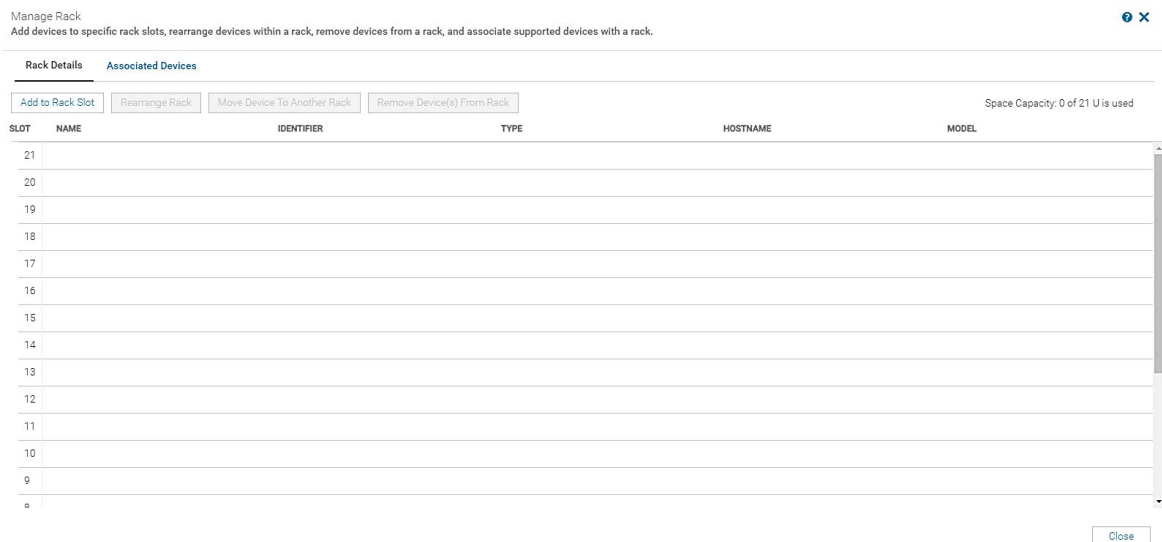 Manage Rack
Add devices to specific rack slots, rearrange devices within a rack, remove devices from a rack, and associate supported devices with a rack.
Rack Details Associated Devices
Add to Rack Slot Rearrange Rack Move Device To Another Rack Remove Device(s) From Rack Space Capacity: 0 of 21 U is used
SLOT NAME IDENTIFIER TYPE HOSTNAME MODEL
21
20
19
18
17
16
15
14
13
12
11
10
9
Close